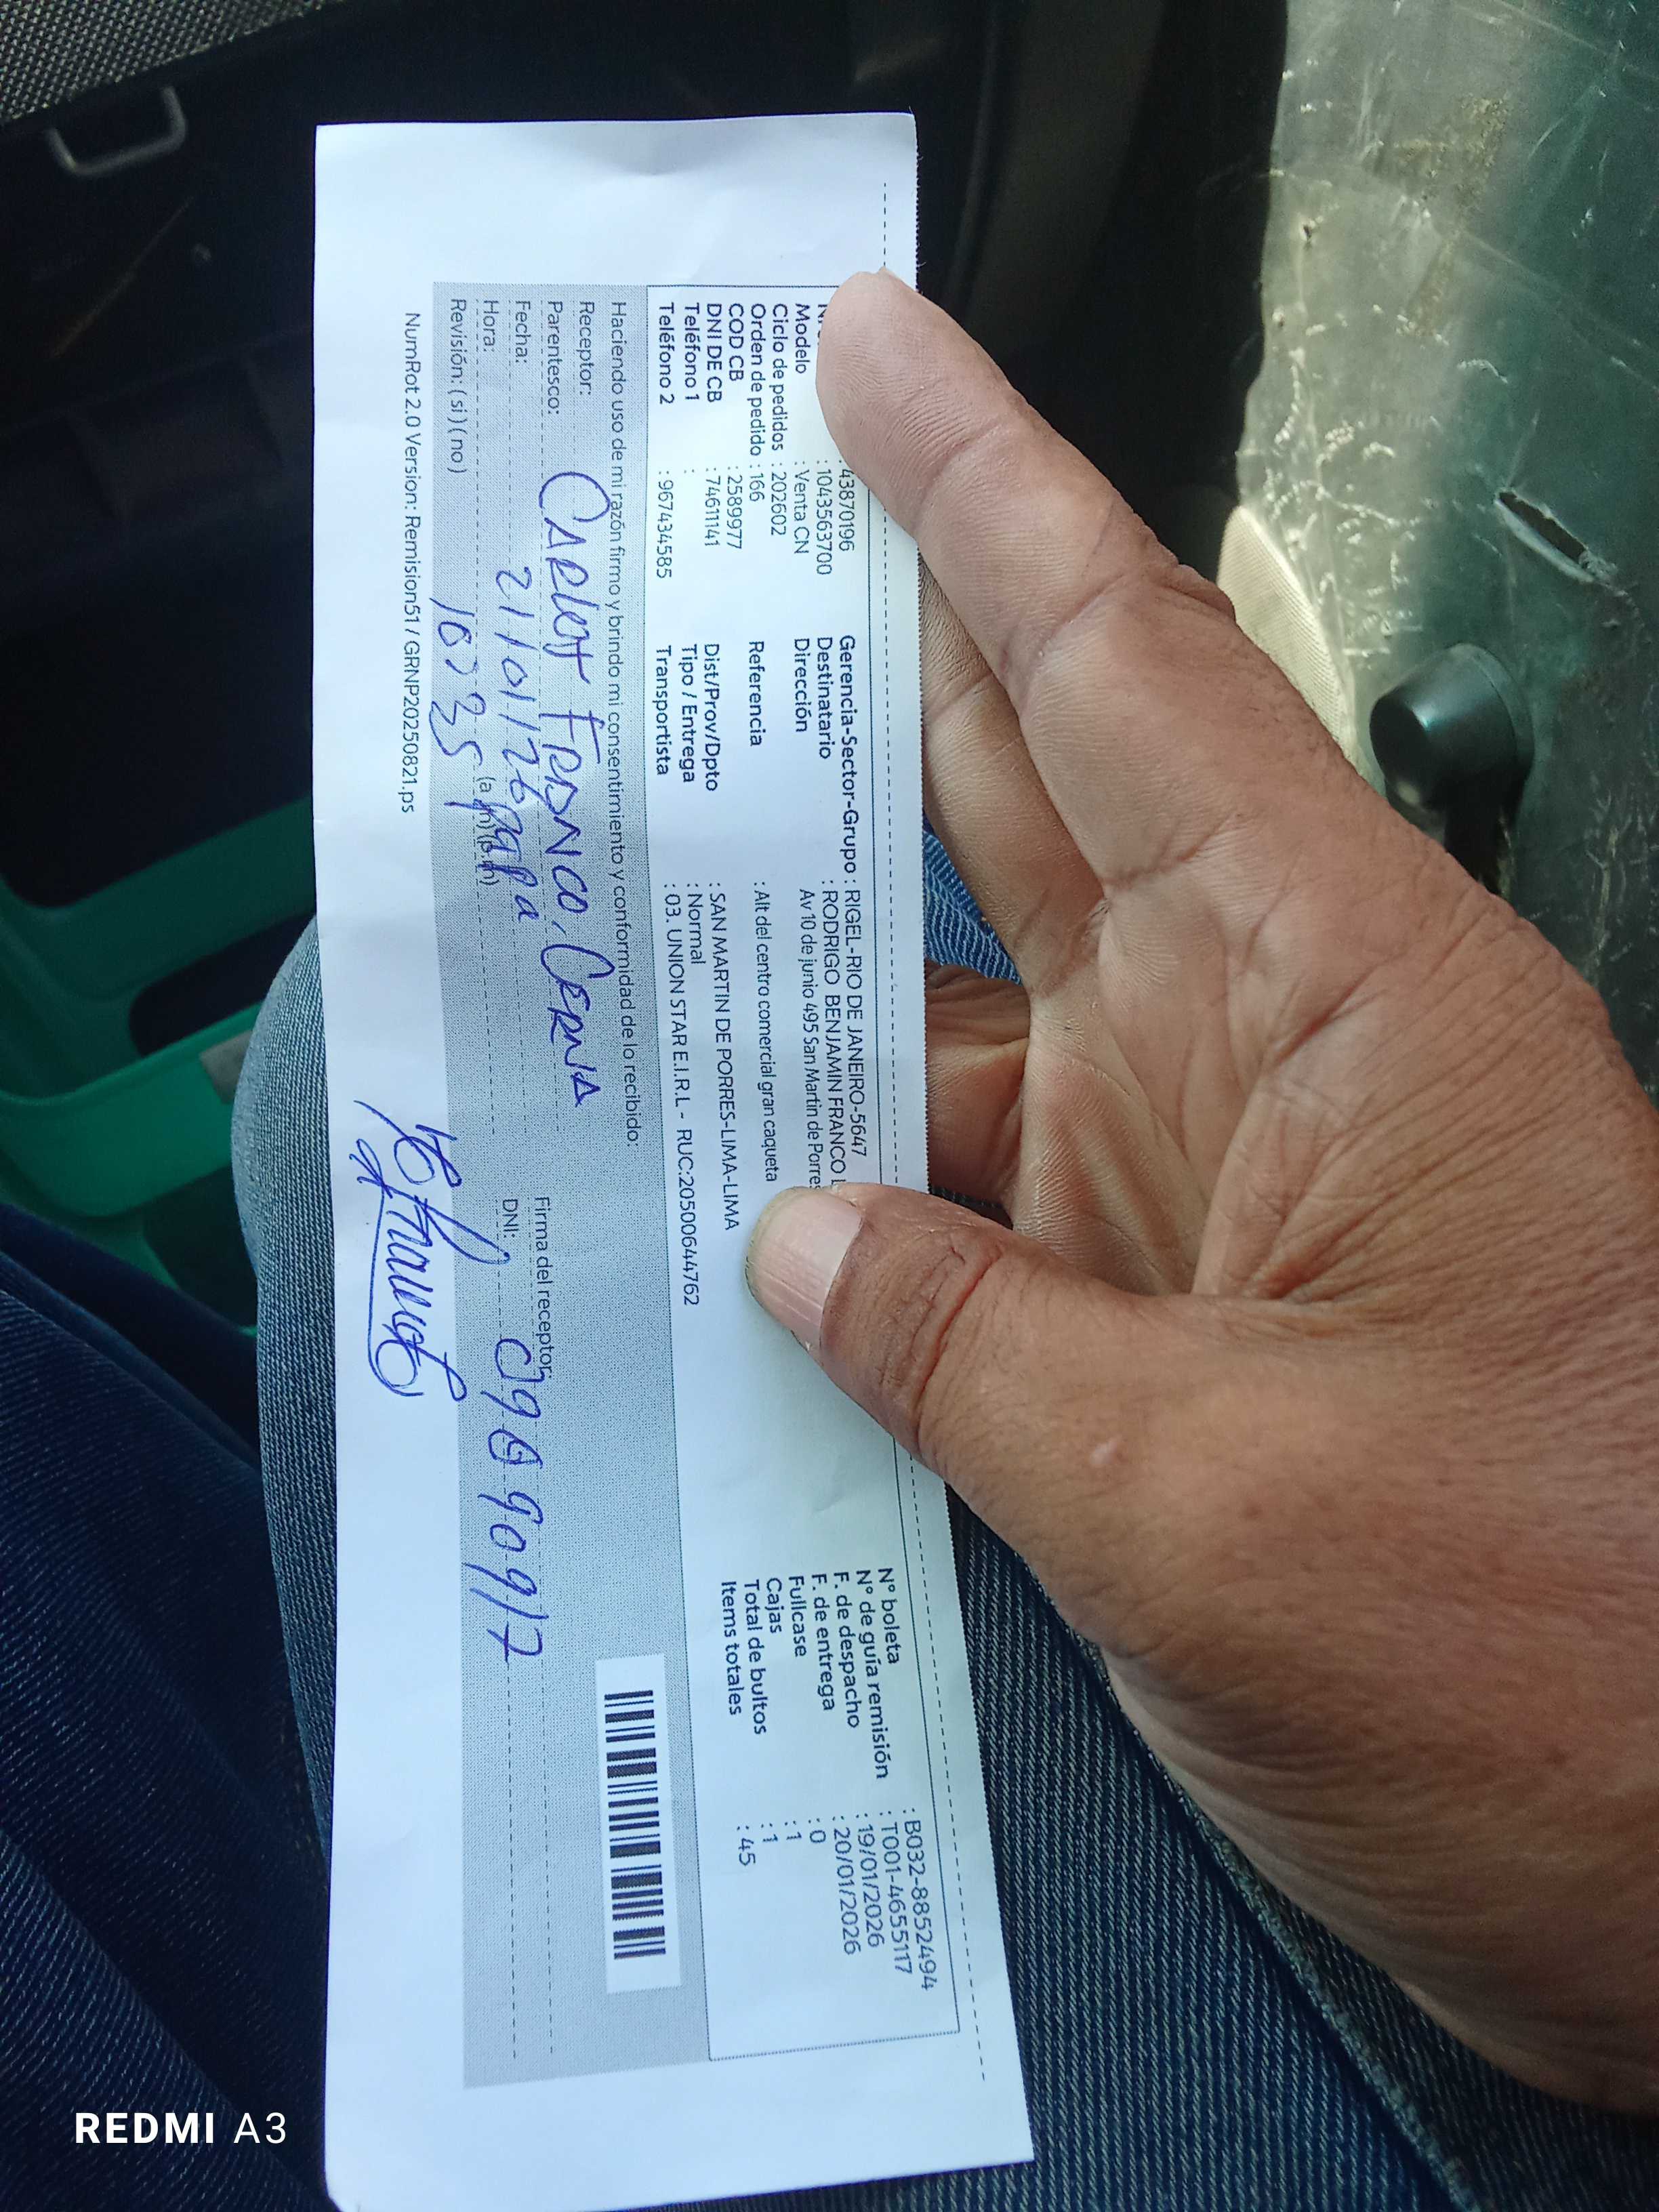 : 43870196
: 1043563700
Modelo : Venta CN
Ciclo de pedidos : 202602
Orden de pedido : 166
COD CB : 2589977
DNI DE CB : 74611141
Teléfono 1 :
Teléfono 2 : 967434585
Gerencia-Sector-Grupo : RIGEL-RIO DE JANEIRO-5647
Destinatario : RODRIGO BENJAMIN FRANCO
Dirección Av 10 de junio 495 San Martin de Porres
Referencia : Alt del centro comercial gran caqueta
Dist/Prov/Dpto : SAN MARTIN DE PORRES-LIMA-LIMA
Tipo / Entrega : Normal
Transportista : 03. UNION STAR E.I.R.L - RUC:20500644762
N° boleta : B032-8852494
N° de guía remisión : T001-4655117
F. de despacho : 19/01/2026
F. de entrega : 20/01/2026
Fullcase : 0
Cajas : 1
Total de bultos : 1
Items totales : 45
Haciendo uso de mi razón firmo y brindo mi consentimiento y conformidad de lo recibido:
Receptor: CARLOS FRANCO CERNA
Parentesco: papa
Fecha: 21/01/26
Hora: 10:35 (a.m) (p.m)
Revisión: ( si ) ( no )
Firma del receptor
DNI:
NumRot 2.0 Version: Remision51 / GRNP20250821.ps
REDMI A3